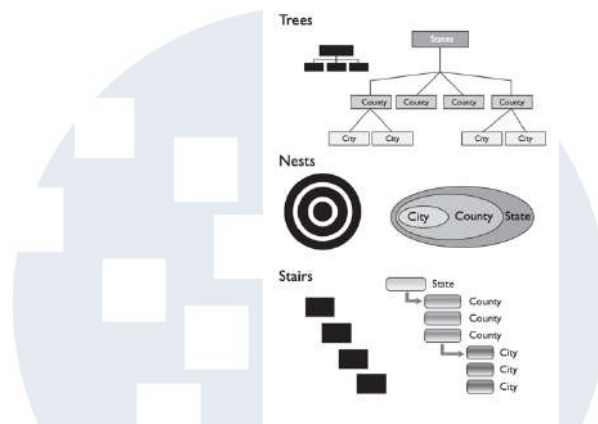 Trees
States
County County County County
City City City City
Nests
City County State
Stairs
State
County
County
County
City
City
City